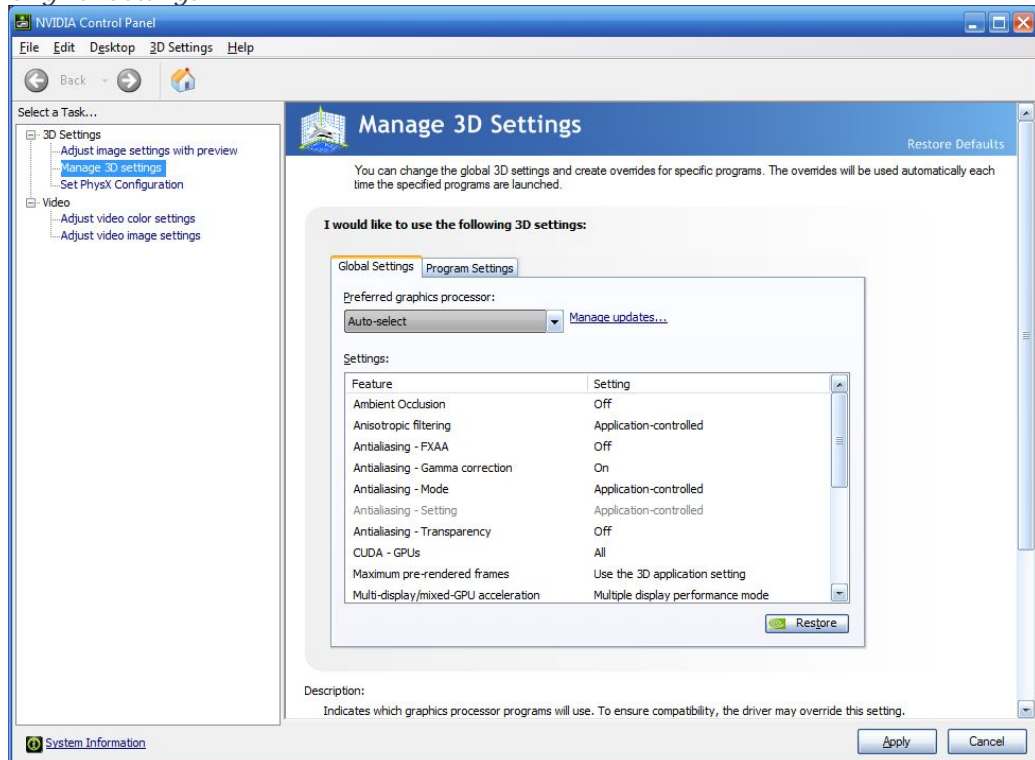 NVIDIA Control Panel
File Edit Desktop 3D Settings Help
Back
Select a Task...
3D Settings
Adjust image settings with preview
Manage 3D settings
Set PhysX Configuration
Video
Adjust video color settings
Adjust video image settings
Manage 3D Settings
Restore Defaults
You can change the global 3D settings and create overrides for specific programs. The overrides will be used automatically each
time the specified programs are launched.
I would like to use the following 3D settings:
Global Settings Program Settings
Preferred graphics processor:
Auto-select Manage updates...
Settings:
Feature Setting
Ambient Occlusion Off
Anisotropic filtering Application-controlled
Antialiasing - FXAA Off
Antialiasing - Gamma correction On
Antialiasing - Mode Application-controlled
Antialiasing - Setting Application-controlled
Antialiasing - Transparency Off
CUDA - GPUs All
Maximum pre-rendered frames Use the 3D application setting
Multi-display/mixed-GPU acceleration Multiple display performance mode
Restore
Description:
Indicates which graphics processor programs will use. To ensure compatibility, the driver may override this setting.
System Information
Apply Cancel